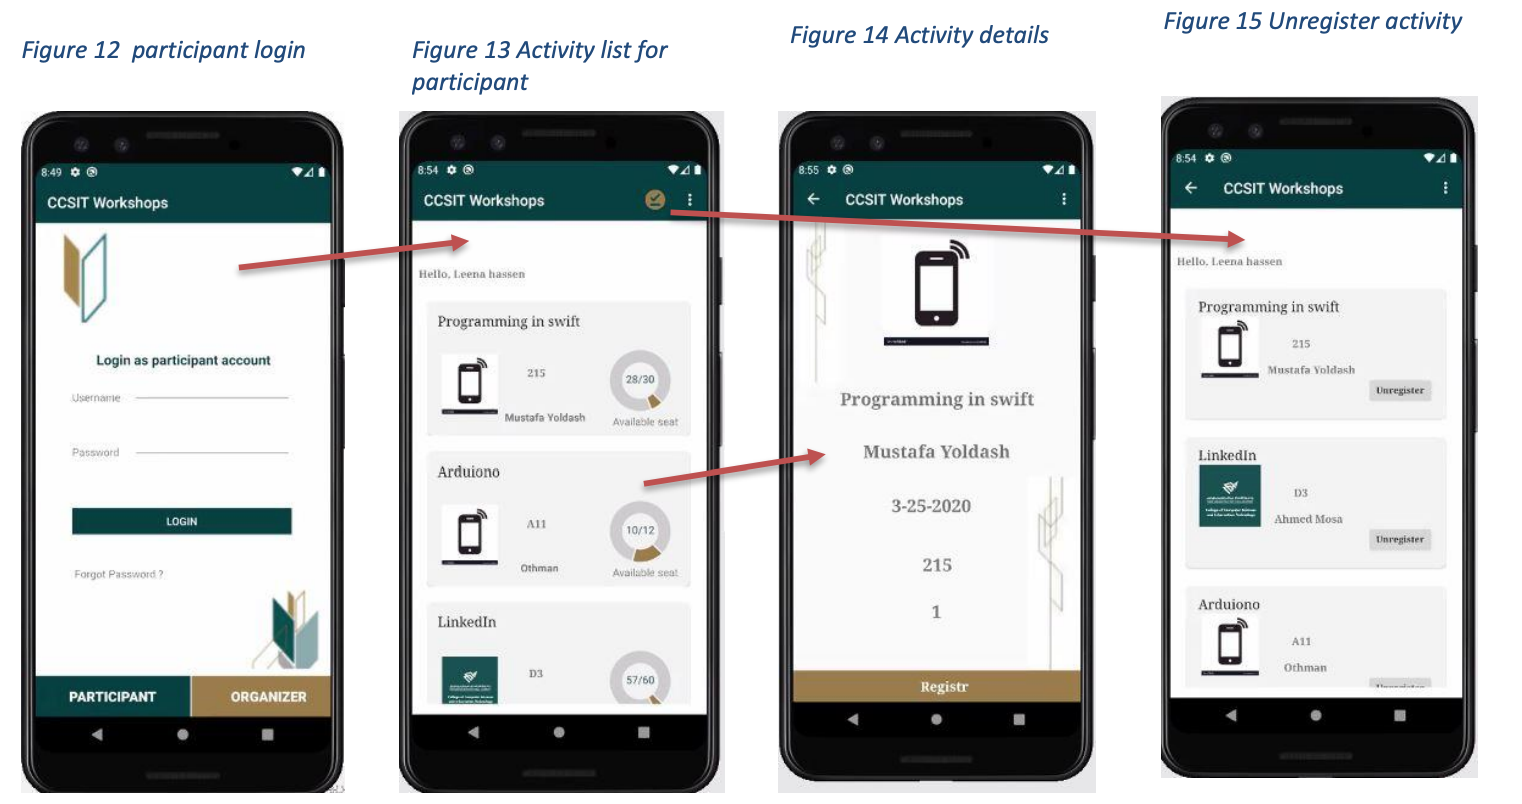 Figure 12 participant login
Figure 13 Activity list for
participant
Figure 14 Activity details
Figure 15 Unregister activity
8:49
CCSIT Workshops
Login as participant account
Username
Password
LOGIN
Forgot Password ?
PARTICIPANT
ORGANIZER
8:54
CCSIT Workshops
Hello, Leena hassen
Programming in swift
215
28/30
Mustafa Yoldash
Available seat
Arduiono
A11
10/12
Othman
Available seat
LinkedIn
D3
57/60
8:55
CCSIT Workshops
Programming in swift
Mustafa Yoldash
3-25-2020
215
1
Registr
8:54
CCSIT Workshops
Hello, Leena hassen
Programming in swift
215
Mustafa Yoldash
Unregister
LinkedIn
D3
Ahmed Mosa
Unregister
Arduiono
A11
Othman